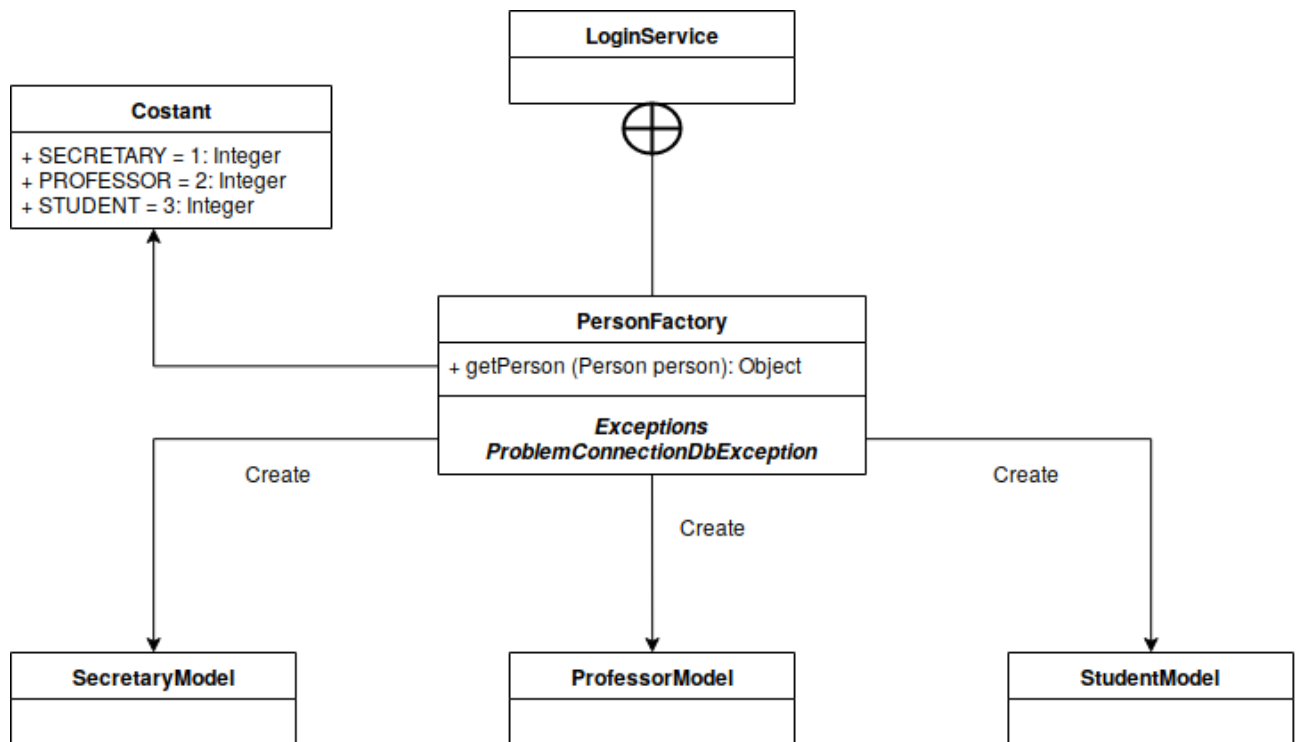 LoginService
Costant
+ SECRETARY = 1: Integer
+ PROFESSOR = 2: Integer
+ STUDENT = 3: Integer
PersonFactory
+ getPerson (Person person): Object
Exceptions
ProblemConnectionDbException
Create
Create
Create
SecretaryModel
ProfessorModel
StudentModel